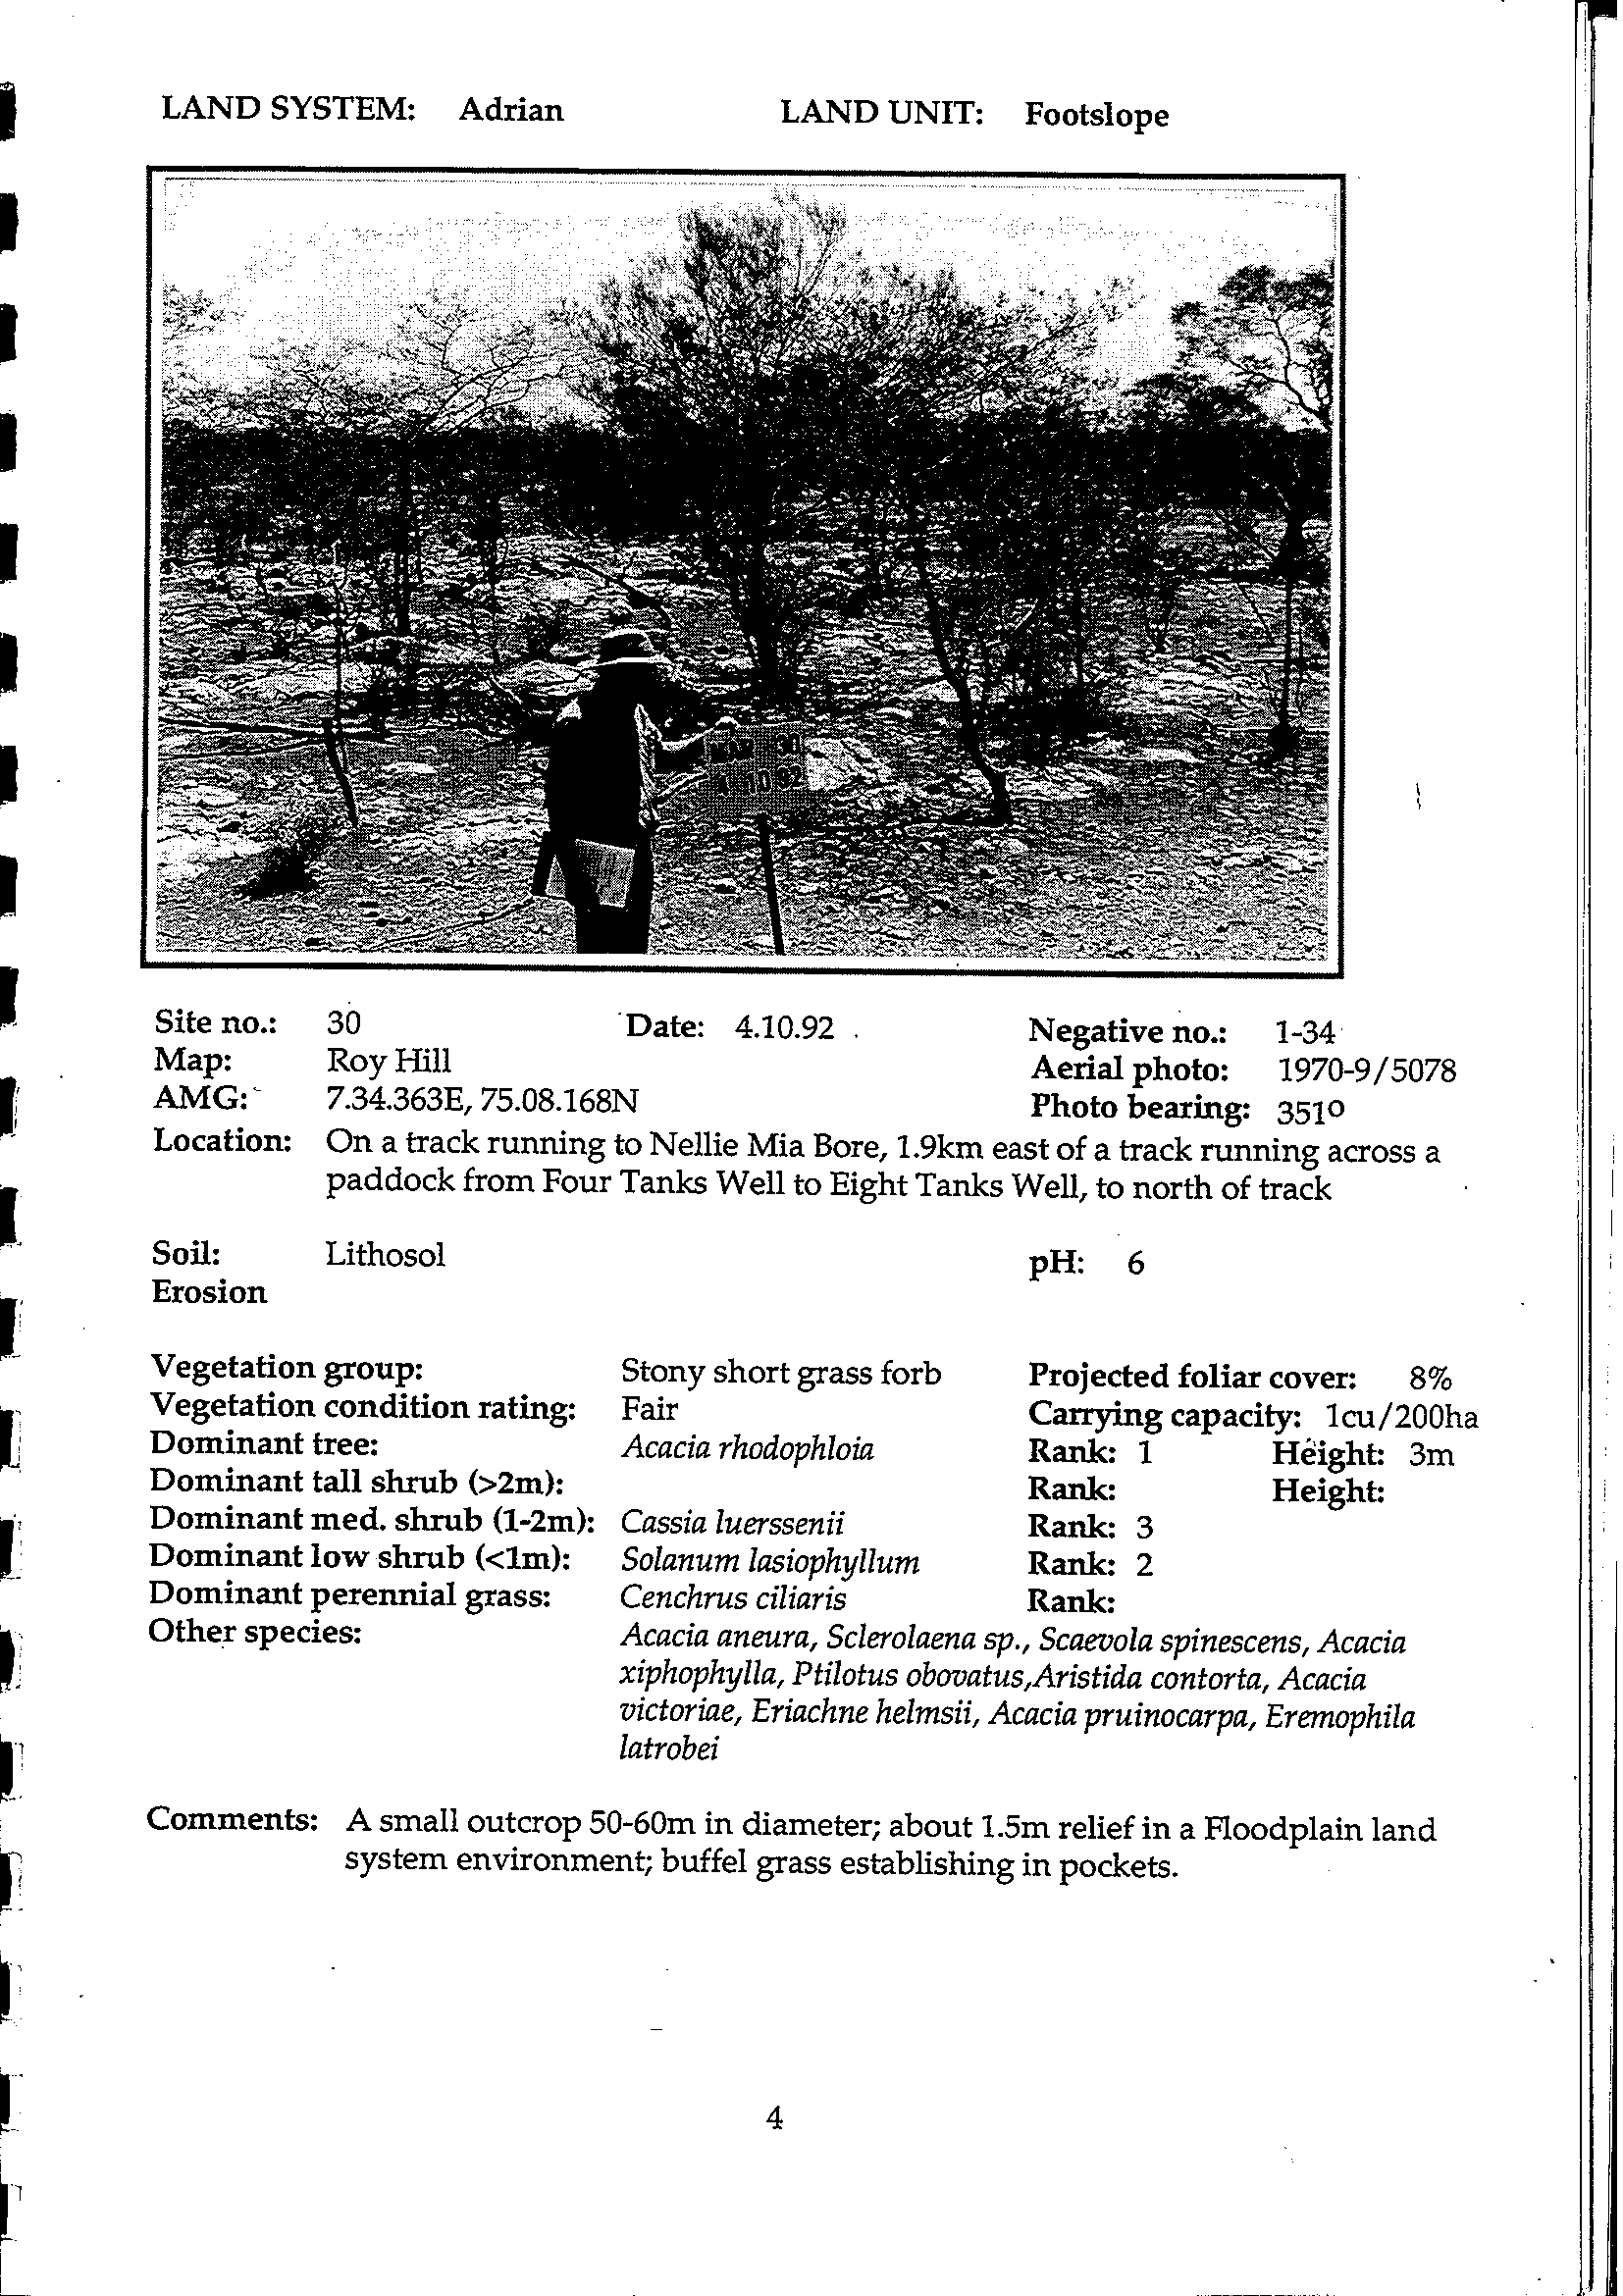 LAND SYSTEM: Adrian LAND UNIT: Footslope
30
10 92
Site no.: 30 Date: 4.10.92 Negative no.: 1-34
Map: Roy Hill Aerial photo: 1970-9/5078
AMG: 7.34.363E, 75.08.168N Photo bearing: 351º
Location: On a track running to Nellie Mia Bore, 1.9km east of a track running across a
paddock from Four Tanks Well to Eight Tanks Well, to north of track
Soil: Lithosol pH: 6
Erosion
Vegetation group: Stony short grass forb Projected foliar cover: 8%
Vegetation condition rating: Fair Carrying capacity: 1cu/200ha
Dominant tree: Acacia rhodophloia Rank: 1 Height: 3m
Dominant tall shrub (>2m): Rank: Height:
Dominant med. shrub (1-2m): Cassia luerssenii Rank: 3
Dominant low shrub (<1m): Solanum lasiophyllum Rank: 2
Dominant perennial grass: Cenchrus ciliaris Rank:
Other species: Acacia aneura, Sclerolaena sp., Scaevola spinescens, Acacia
xiphophylla, Ptilotus obovatus,Aristida contorta, Acacia
victoriae, Eriachne helmsii, Acacia pruinocarpa, Eremophila
latrobei
Comments: A small outcrop 50-60m in diameter; about 1.5m relief in a Floodplain land
system environment; buffel grass establishing in pockets.
4